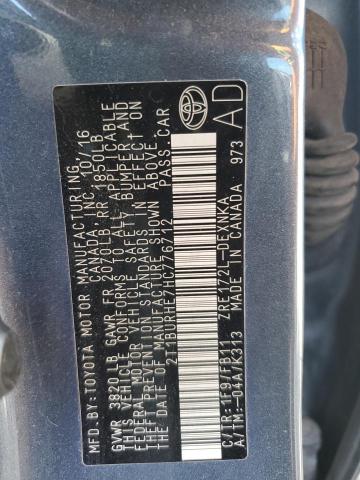 MFD.BY:TOYOTA MOTOR MANUFACTURING,
CANADA INC. 10/16
GVWR 3820LB GAWR FR 2070LB RR 1850LB
THIS VEHICLE CONFORMS TO ALL APPLICABLE
FEDERAL MOTOR VEHICLE SAFETY, BUMPER AND
THEFT PREVENTION STANDARDS IN EFFECT ON
THE DATE OF MANUFACTURE SHOWN ABOVE.
2T1BURHE7HC776712 PASS.CAR
AD
ZRE172L-DEXNKA
C/TR: 1F9/FB11
A/TR:-04A/K313 MADE IN CANADA 973